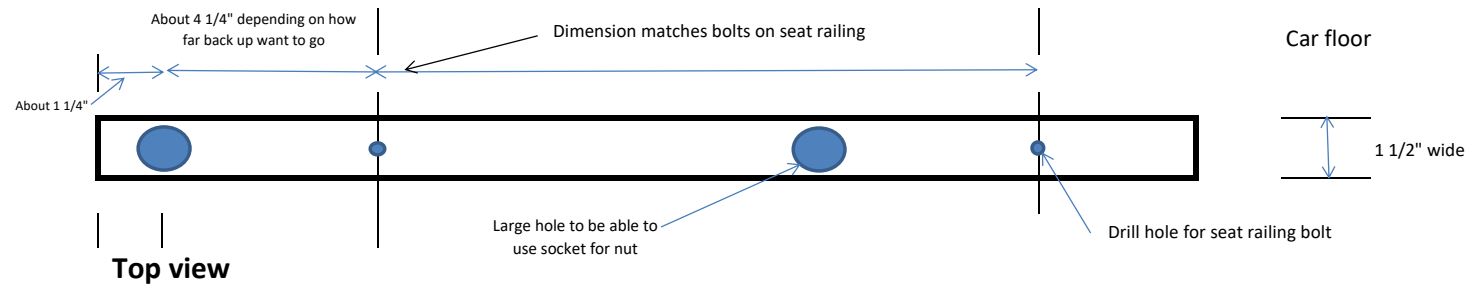 About 4 1/4" depending on how
far back up want to go
Dimension matches bolts on seat railing
Car floor
About 1 1/4"
1 1/2" wide
Large hole to be able to
use socket for nut
Drill hole for seat railing bolt
Top view